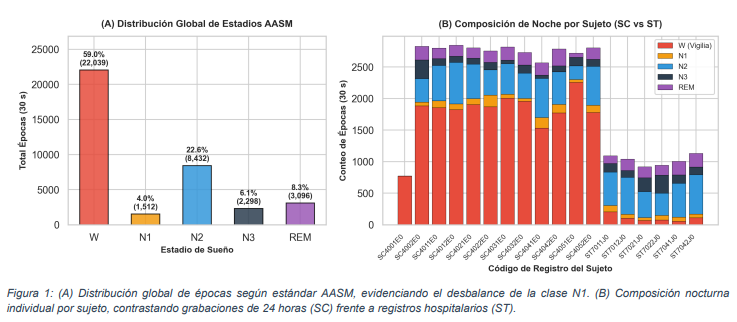 (A) Distribución Global de Estadios AASM
Total Épocas (30 s)
25000
20000
15000
10000
5000
0
59.0%
(22,039)
4.0%
(1,512)
22.6%
(8,432)
6.1%
(2,298)
8.3%
(3,096)
W N1 N2 N3 REM
Estadio de Sueño
(B) Composición de Noche por Sujeto (SC vs ST)
Conteo de Épocas (30 s)
2500
2000
1500
1000
500
0
W (Vigilia)
N1
N2
N3
REM
SC4001E0
SC4002E0
SC4011E0
SC4012E0
SC4021E0
SC4022E0
SC4031E0
SC4032E0
SC4041E0
SC4042E0
SC4051E0
SC4052E0
ST7011J0
ST7012J0
ST7021J0
ST7022J0
ST7041J0
ST7042J0
Código de Registro del Sujeto
Figura 1: (A) Distribución global de épocas según estándar AASM, evidenciando el desbalance de la clase N1. (B) Composición nocturna
individual por sujeto, contrastando grabaciones de 24 horas (SC) frente a registros hospitalarios (ST).